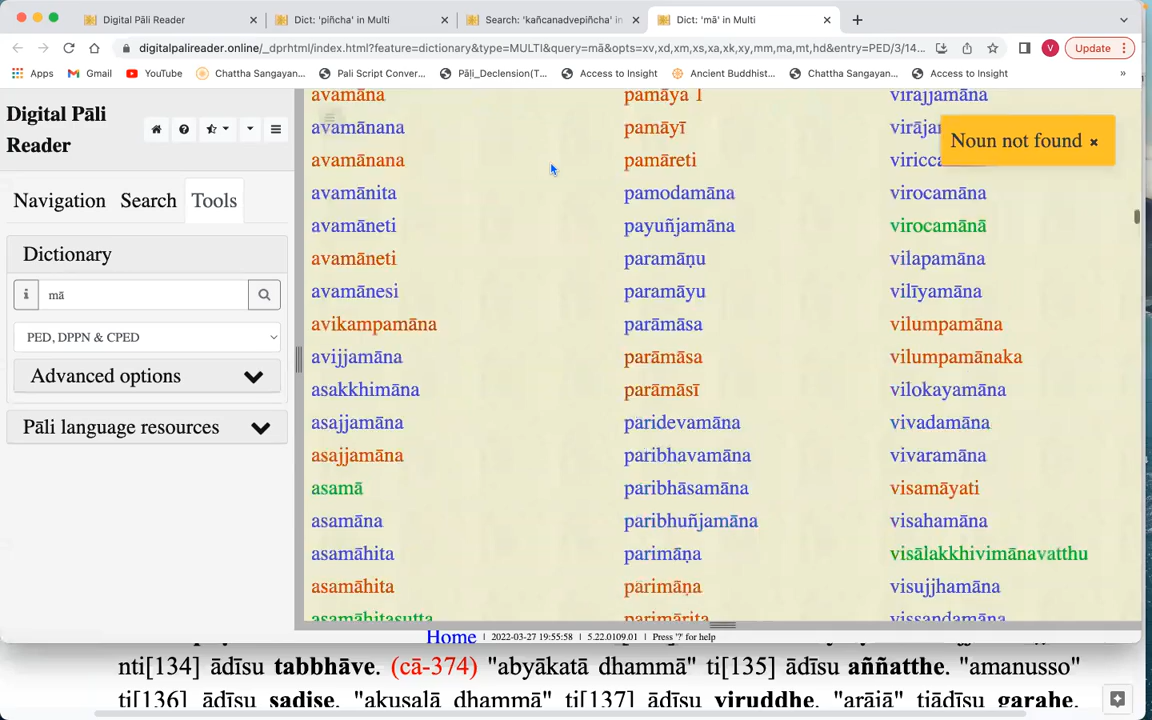 Digital Pāli Reader
Dict: 'piñcha' in Multi
Search: 'kañcanadvepiñcha' in
Dict: 'mā' in Multi
digitalpalireader.online/_dprhtml/index.html?feature=dictionary&type=MULTI&query=mā&opts=xv,xd,xm,xs,xa,xk,xy,mm,ma,mt,hd&entry=PED/3/14...
V
Update
Apps
Gmail
YouTube
Chattha Sangayan...
Pali Script Conver...
Pāḷi_Declension(T...
Access to Insight
Ancient Buddhist...
Chattha Sangayan...
Access to Insight
»
Digital Pāli
Reader
Navigation
Search
Tools
Dictionary
mā
PED, DPPN & CPED
Advanced options
Pāli language resources
avamāna
avamānana
avamānana
avamānita
avamāneti
avamāneti
avamānesi
avikampamāna
avijjamāna
asakkhimāna
asajjamāna
asajjamāna
asamā
asamāna
asamāhita
asamāhita
asamāhitasutta
pamāya 1
pamāyī
pamāreti
pamodamāna
payuñjamāna
paramāṇu
paramāyu
parāmāsa
parāmāsa
parāmāsī
paridevamāna
paribhavamāna
paribhāsamāna
paribhuñjamāna
parimāṇa
parimāṇa
parimārita
virajjamāna
virocamāna
virocamānā
vilapamāna
vilīyamāna
vilumpamāna
vilumpamānaka
vilokayamāna
vivadamāna
vivaramāna
visamāyati
visahamāna
visālakkhivimānavatthu
visujjhamāna
vissandamāna
Noun not found ×
Home | 2022-03-27 19:55:58 | 5.22.0109.01 | Press '?' for help
nti[134] ādīsu tabbhāve. (cā-374) "abyākatā dhammā" ti[135] ādīsu aññatthe. "amanusso"
ti[136] ādīsu sadise. "akusalā dhammā" ti[137] ādīsu viruddhe. "arājā" tiādīsu garahe.